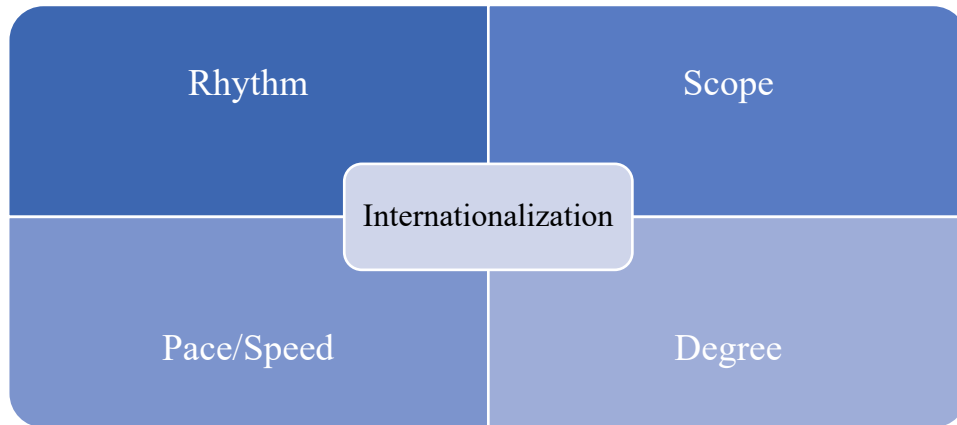 Rhythm
Scope
Internationalization
Pace/Speed
Degree